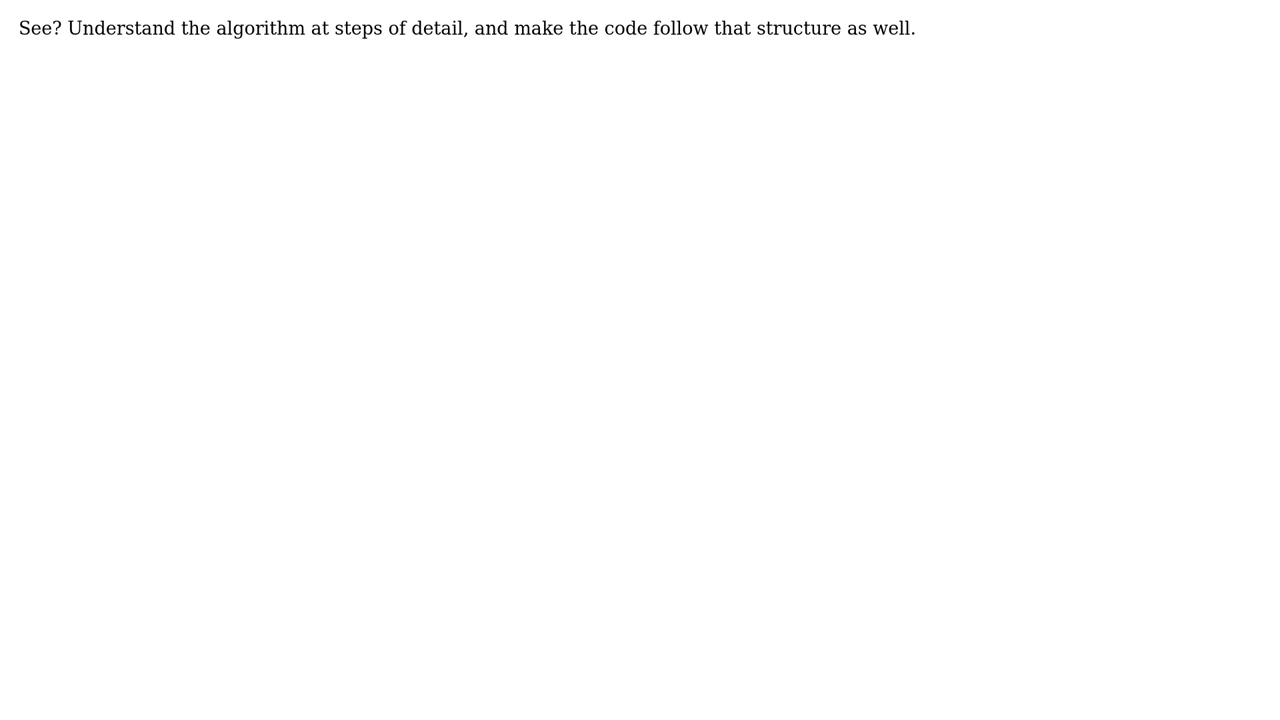 See? Understand the algorithm at steps of detail, and make the code follow that structure as well.